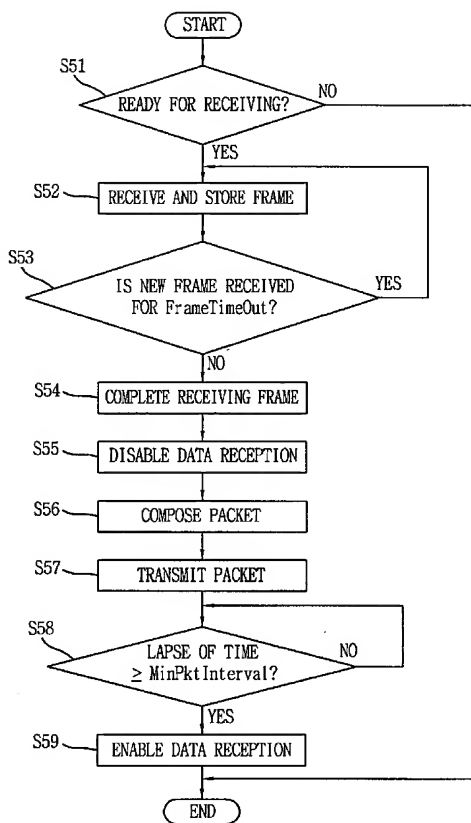 START
S51
READY FOR RECEIVING?
NO
YES
S52
RECEIVE AND STORE FRAME
S53
IS NEW FRAME RECEIVED
FOR FrameTimeOut?
YES
NO
S54
COMPLETE RECEIVING FRAME
S55
DISABLE DATA RECEPTION
S56
COMPOSE PACKET
S57
TRANSMIT PACKET
S58
LAPSE OF TIME
≥ MinPktInterval?
NO
YES
S59
ENABLE DATA RECEPTION
END